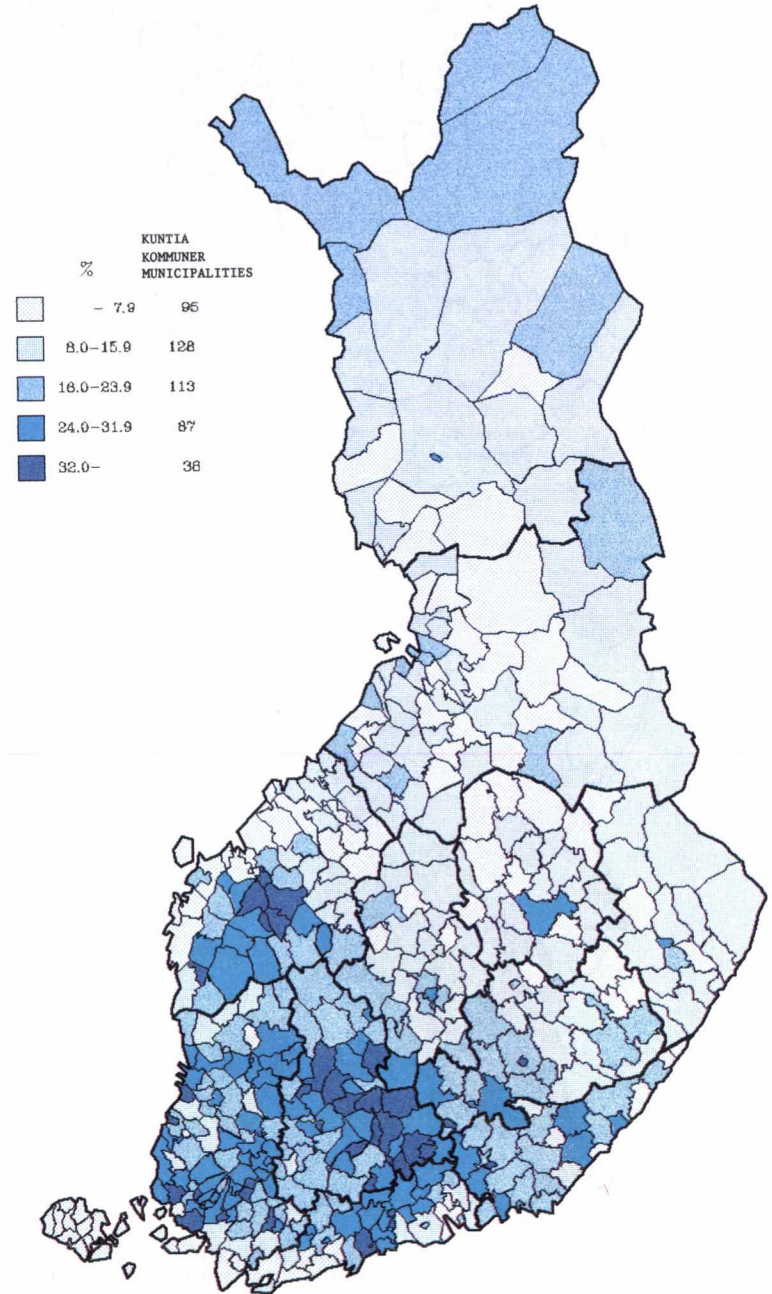 KUNTIA
KOMMUNER
% MUNICIPALITIES
- 7.9 95
8.0-15.9 128
16.0-23.9 113
24.0-31.9 87
32.0- 38